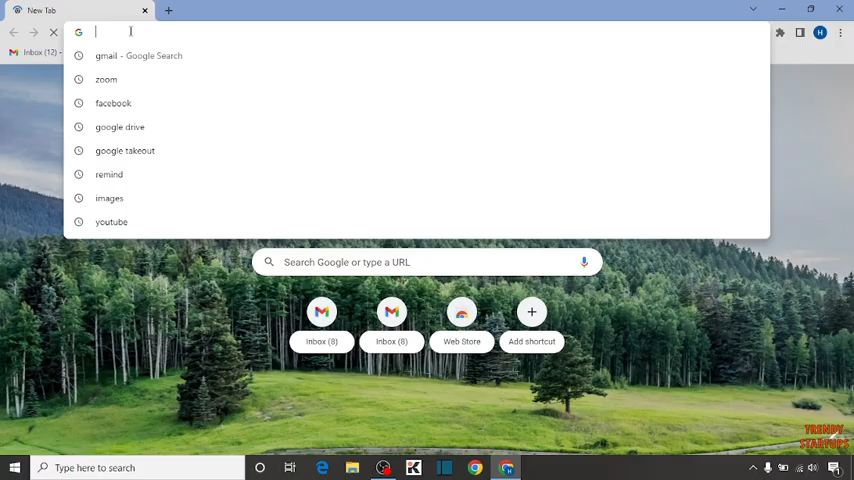 New Tab
Inbox (12) -
gmail - Google Search
zoom
facebook
google drive
google takeout
remind
images
youtube
Search Google or type a URL
Inbox (8)
Inbox (8)
Web Store
Add shortcut
TRENDY
STARTUPS
Type here to search